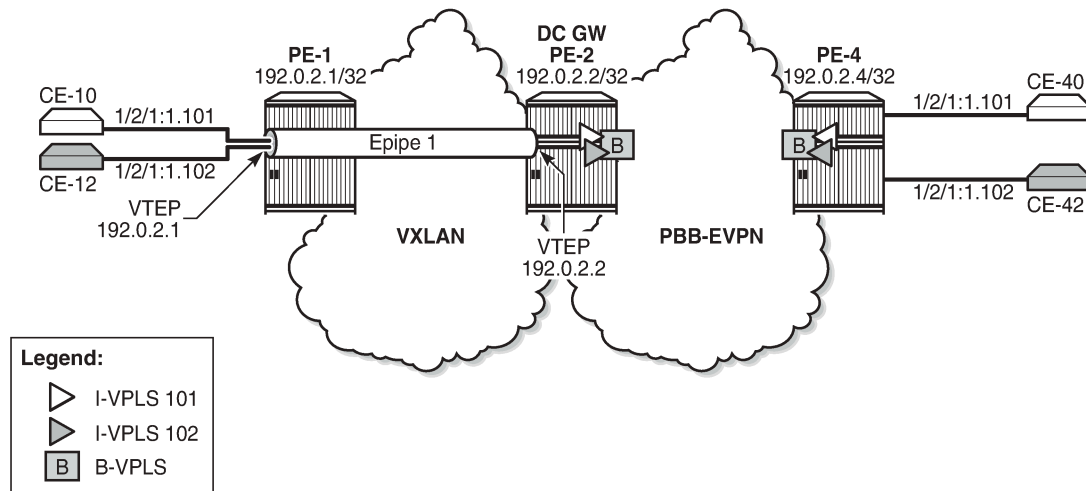 DC GW
PE-1
PE-2
PE-4
192.0.2.1/32
192.0.2.2/32
192.0.2.4/32
CE-10
CE-40
1/2/1:1.101
1/2/1:1.101
Epipe 1
B
B
CE-12
1/2/1:1.102
1/2/1:1.102
CE-42
VTEP
192.0.2.1
VXLAN
VTEP
192.0.2.2
PBB-EVPN
Legend:
I-VPLS 101
I-VPLS 102
B B-VPLS